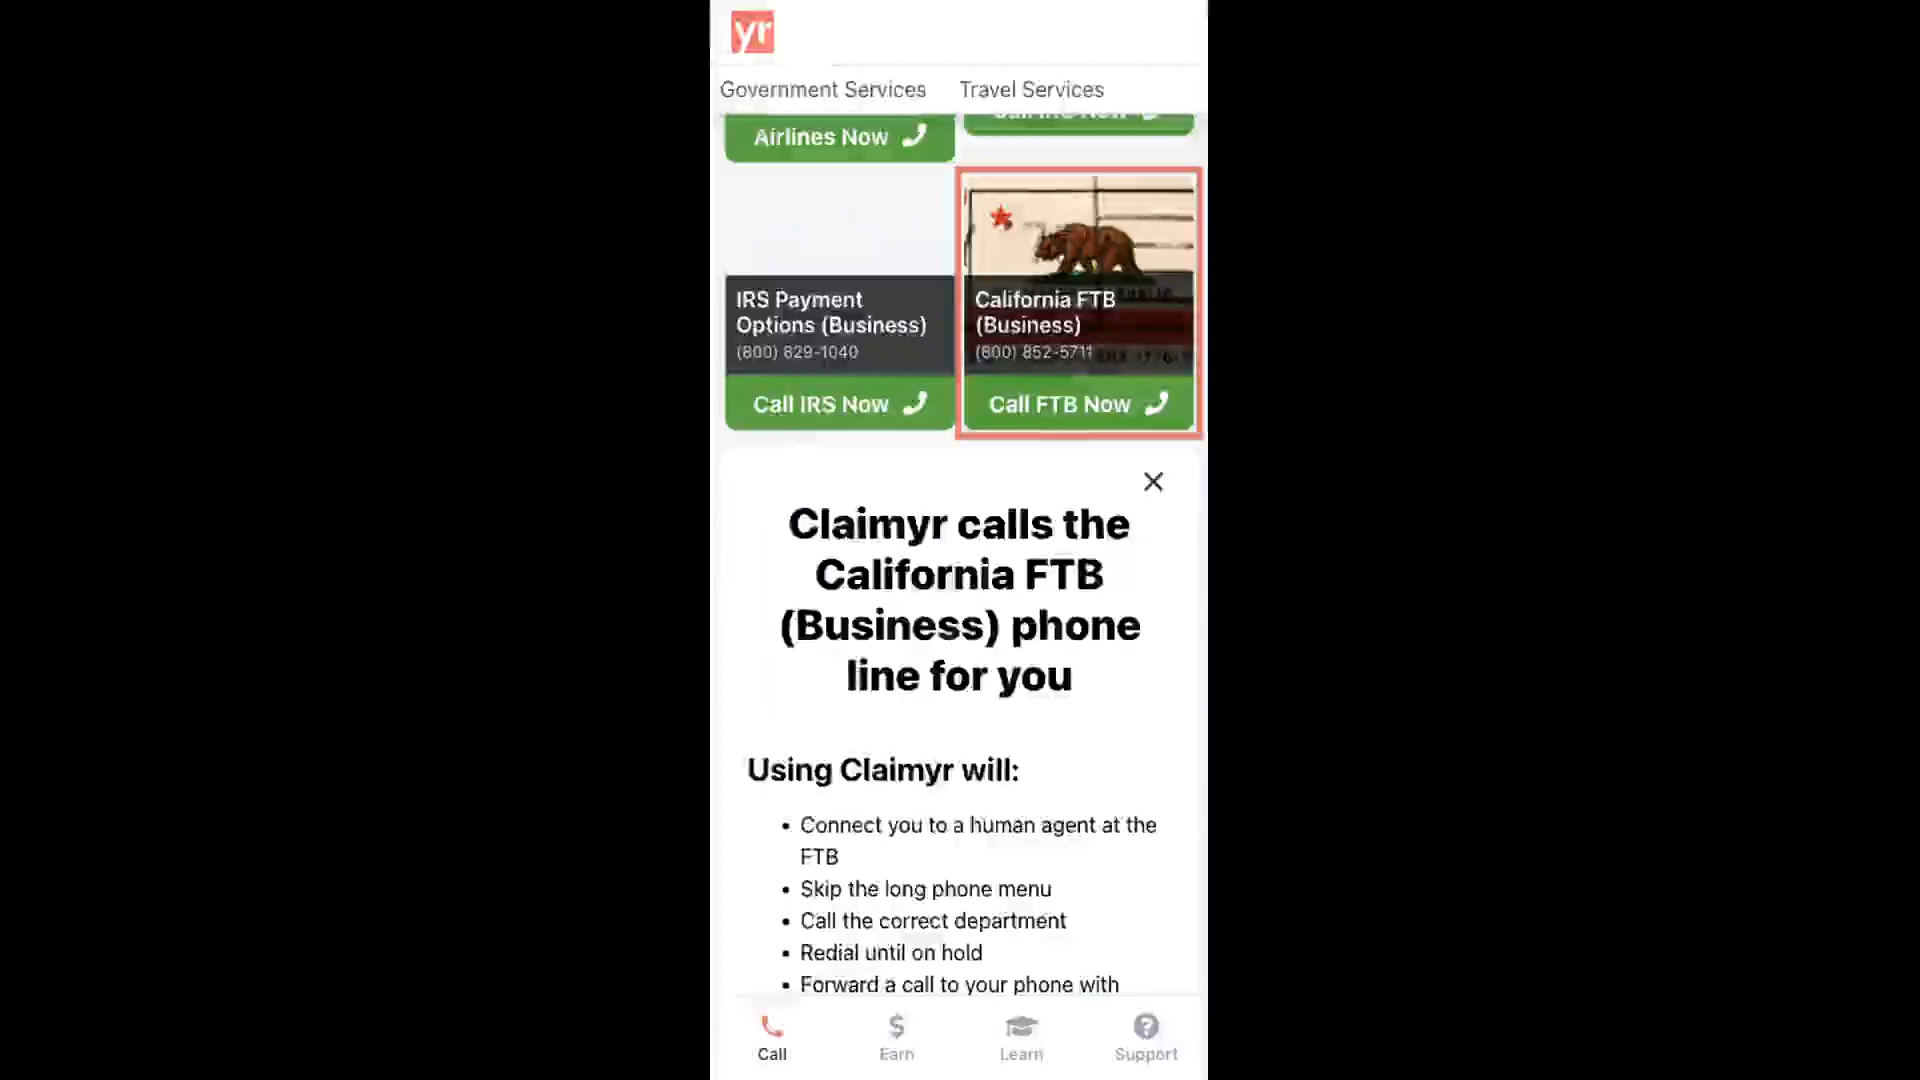 yr
Government Services Travel Services
Airlines Now
IRS Payment
Options (Business)
(800) 829-1040
Call IRS Now
California FTB
(Business)
(800) 852-5711
Call FTB Now
Claimyr calls the
California FTB
(Business) phone
line for you
Using Claimyr will:
• Connect you to a human agent at the
FTB
• Skip the long phone menu
• Call the correct department
• Redial until on hold
• Forward a call to your phone with
Call Earn Learn Support